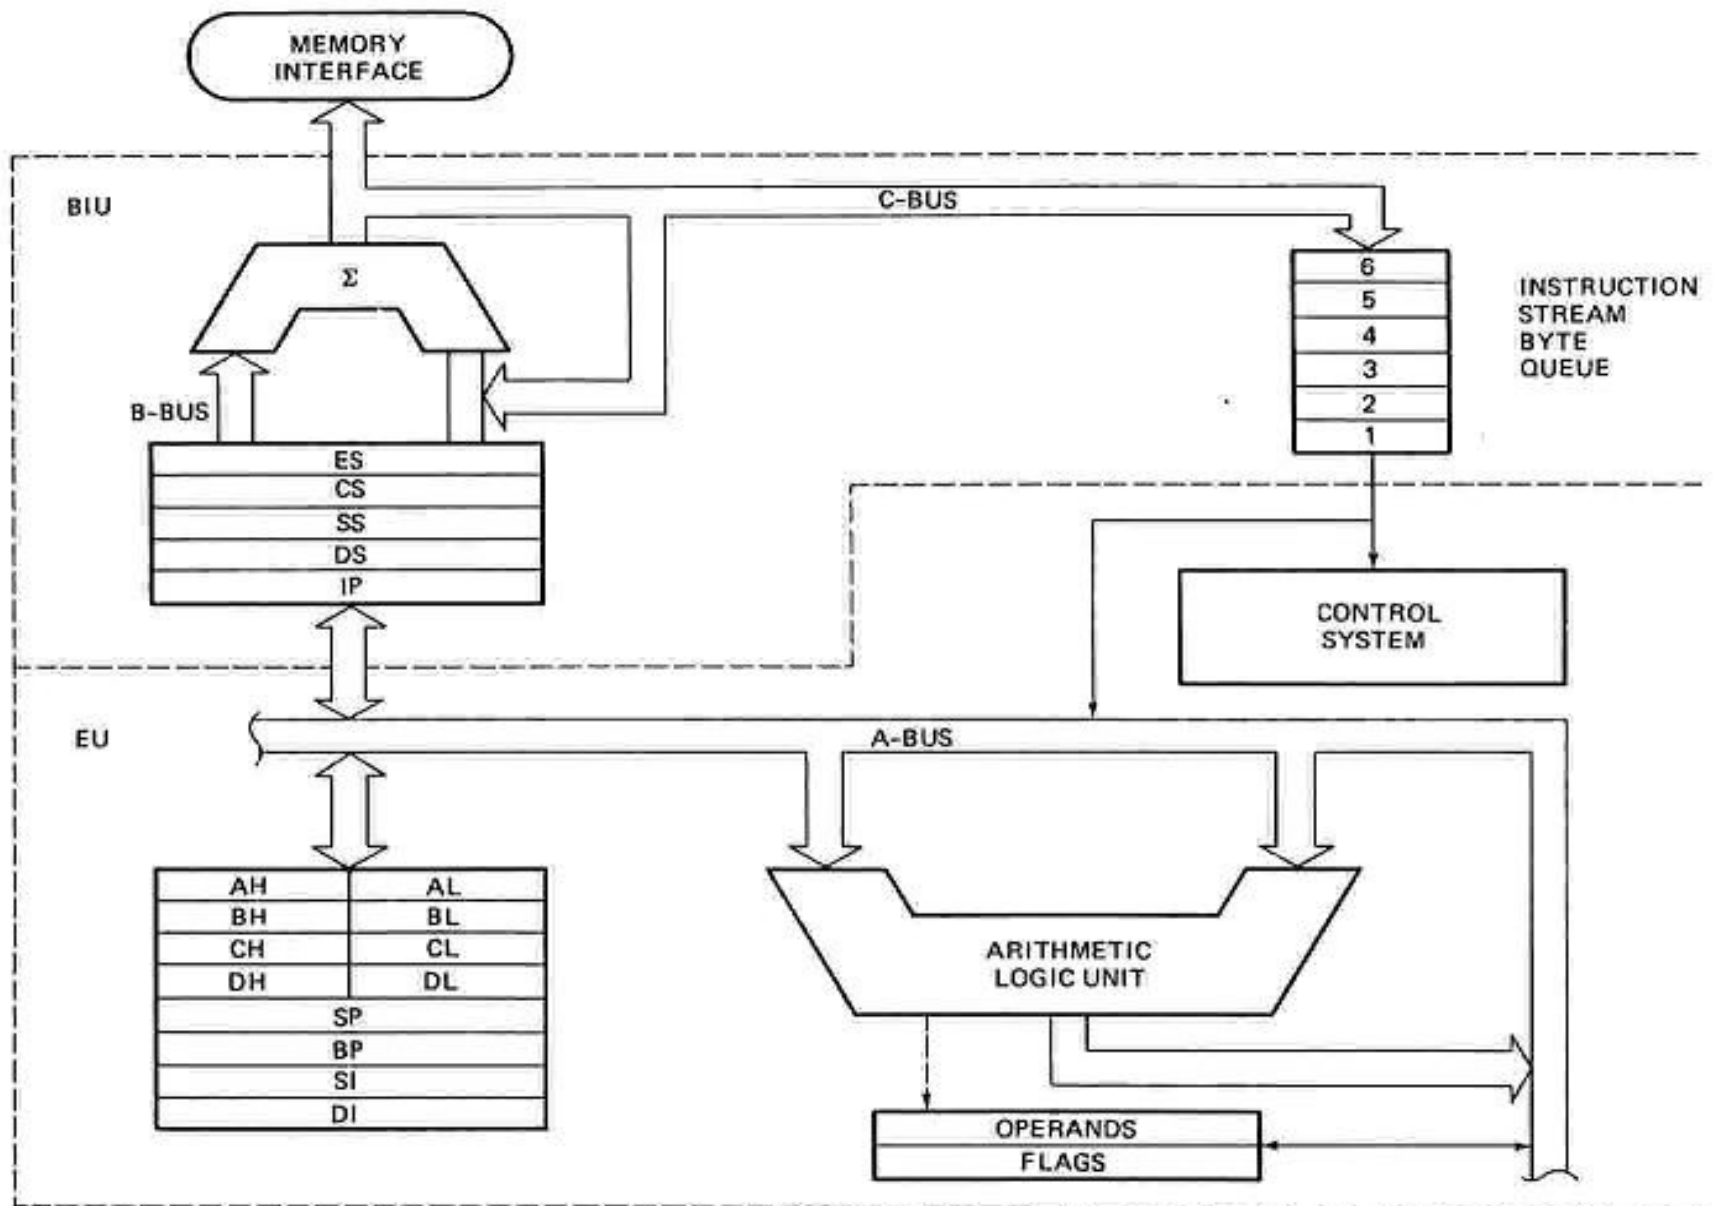 MEMORY
INTERFACE
BIU
C-BUS
Σ
B-BUS
6
5
4
3
2
1
INSTRUCTION
STREAM
BYTE
QUEUE
ES
CS
SS
DS
IP
CONTROL
SYSTEM
EU
A-BUS
AH AL
BH BL
CH CL
DH DL
SP
BP
SI
DI
ARITHMETIC
LOGIC UNIT
OPERANDS
FLAGS